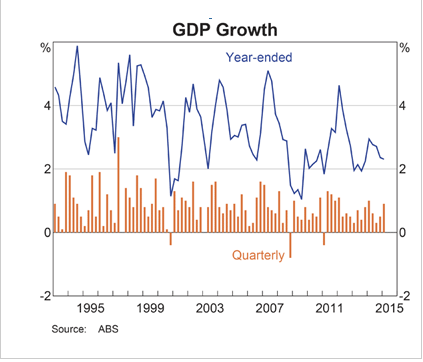 GDP Growth
% %
Year-ended
4 4
2 2
0 0
Quarterly
-2 -2
1995 1999 2003 2007 2011 2015
Source: ABS